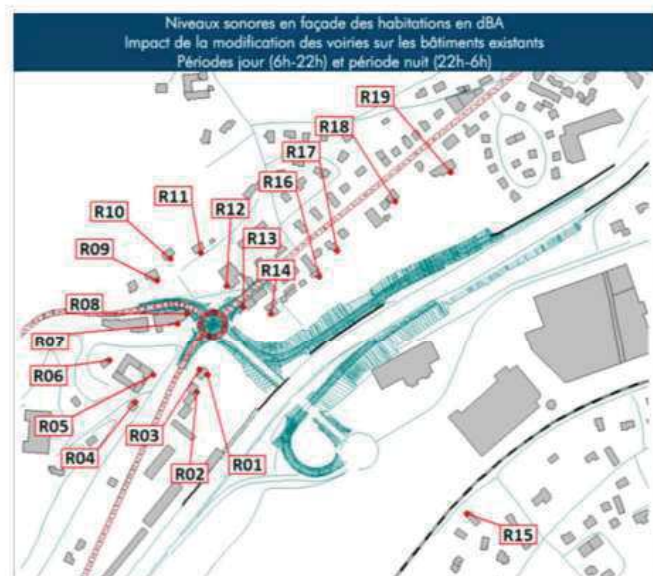 Niveaux sonores en façade des habitations en dBA
Impact de la modification des voiries sur les bâtiments existants
Périodes jour (6h-22h) et période nuit (22h-6h)
R19
R18
R17
R16
R11
R12
R10
R13
R09
R14
R08
R07
R06
R05
R03
R04
R02
R01
R15